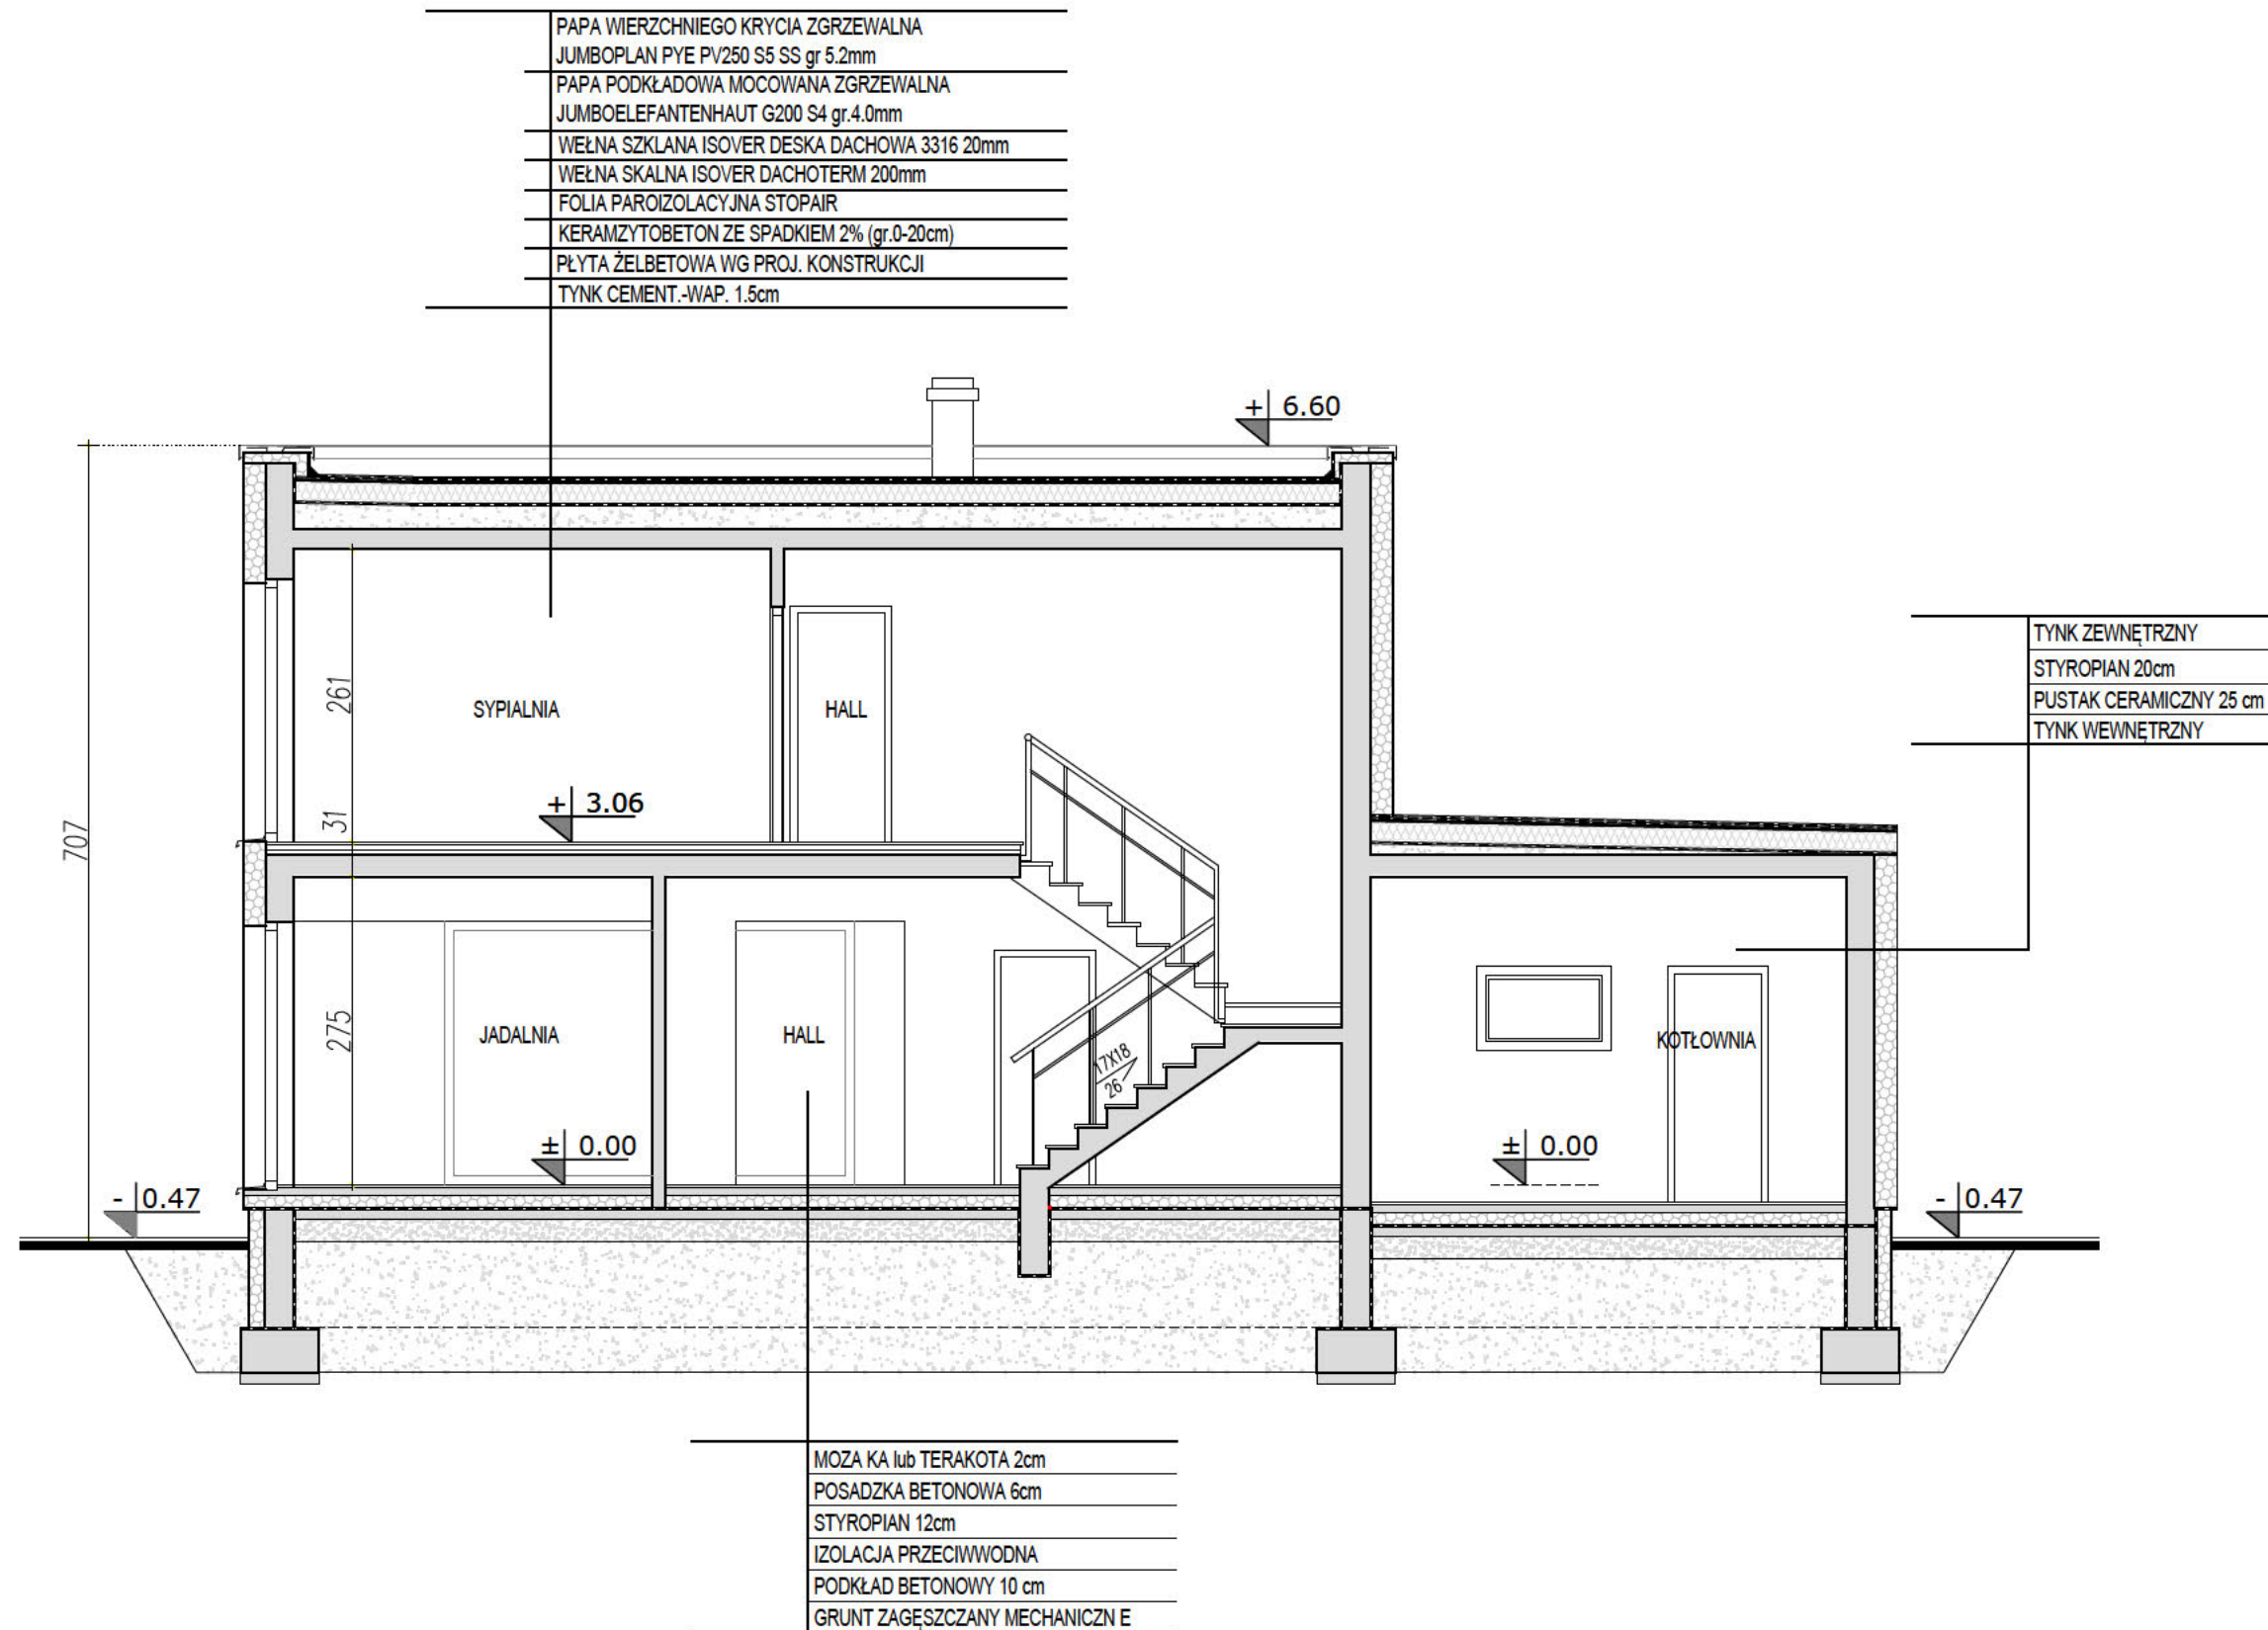 PAPA WIERZCHNIEGO KRYCIA ZGRZEWALNA
JUMBOPLAN PYE PV250 S5 SS gr 5.2mm
PAPA PODKŁADOWA MOCOWANA ZGRZEWALNA
JUMBOELEFANTENHAUT G200 S4 gr.4.0mm
WEŁNA SZKLANA ISOVER DESKA DACHOWA 3316 20mm
WEŁNA SKALNA ISOVER DACHOTERM 200mm
FOLIA PAROIZOLACYJNA STOPAIR
KERAMZYTOBETON ZE SPADKIEM 2% (gr.0-20cm)
PŁYTA ŻELBETOWA WG PROJ. KONSTRUKCJI
TYNK CEMENT.-WAP. 1.5cm
+ 6.60
TYNK ZEWNĘTRZNY
STYROPIAN 20cm
PUSTAK CERAMICZNY 25 cm
TYNK WEWNĘTRZNY
261
SYPIALNIA
HALL
+ 3.06
31
707
275
JADALNIA
HALL
17X18
26
KOTŁOWNIA
± 0.00
± 0.00
- 0.47
- 0.47
MOZA KA lub TERAKOTA 2cm
POSADZKA BETONOWA 6cm
STYROPIAN 12cm
IZOLACJA PRZECIWWODNA
PODKŁAD BETONOWY 10 cm
GRUNT ZAGĘSZCZANY MECHANICZN E